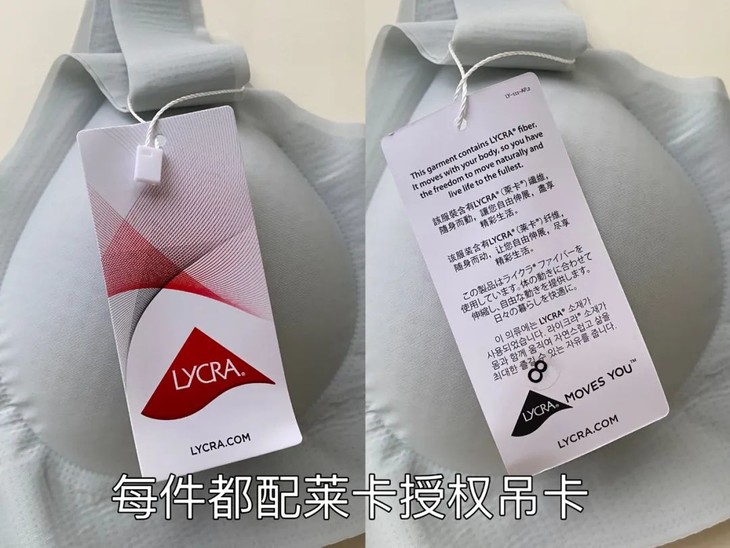 LYCRA®
LYCRA.COM
LY-111-AR2
This garment contains LYCRA® fiber.
It moves with your body, so you have
the freedom to move naturally and
live life to the fullest.
該服裝含有LYCRA®(萊卡®)纖維,
隨身而動，讓您自由伸展，盡享
精彩生活。
该服装含有LYCRA®(莱卡®)纤维,
随身而动，让您自由伸展，尽享
精彩生活。
この製品はライクラ® ファイバーを
使用しています。体の動きに合わせて
伸縮し、自由な動きを提供します。
日々の暮らしを快適に。
이 의류에는 LYCRA® 소재가
사용되었습니다. 라이크라® 소재가
몸과 함께 움직여 자연스럽고 삶을
최대한 즐길 수 있는 자유를 줍니다.
8
LYCRA MOVES YOU™
LYCRA.COM
每件都配莱卡授权吊卡